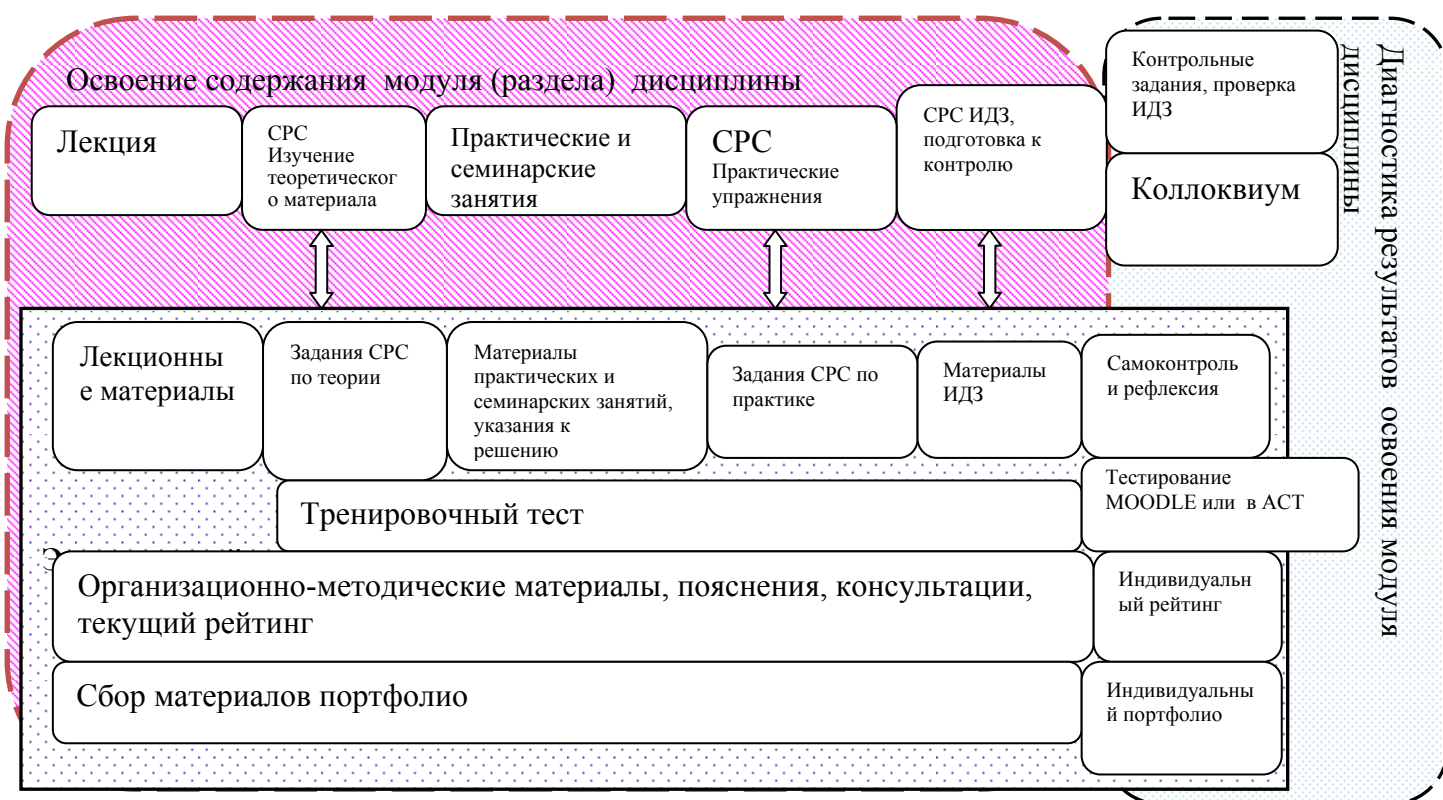 Освоение содержания модуля (раздела) дисциплины
Лекция
СРС
Изучение
теоретическог
о материала
Практические и
семинарские
занятия
СРС
Практические
упражнения
СРС ИДЗ,
подготовка к
контролю
Контрольные
задания, проверка
ИДЗ
Коллоквиум
Диагностика результатов освоения модуля
дисциплины
Лекционны
е материалы
Задания СРС
по теории
Материалы
практических и
семинарских занятий,
указания к
решению
Задания СРС по
практике
Материалы
ИДЗ
Самоконтроль
и рефлексия
Тренировочный тест
Тестирование
MOODLE или в АСТ
Организационно-методические материалы, пояснения, консультации,
текущий рейтинг
Индивидуальн
ый рейтинг
Сбор материалов портфолио
Индивидуальны
й портфолио